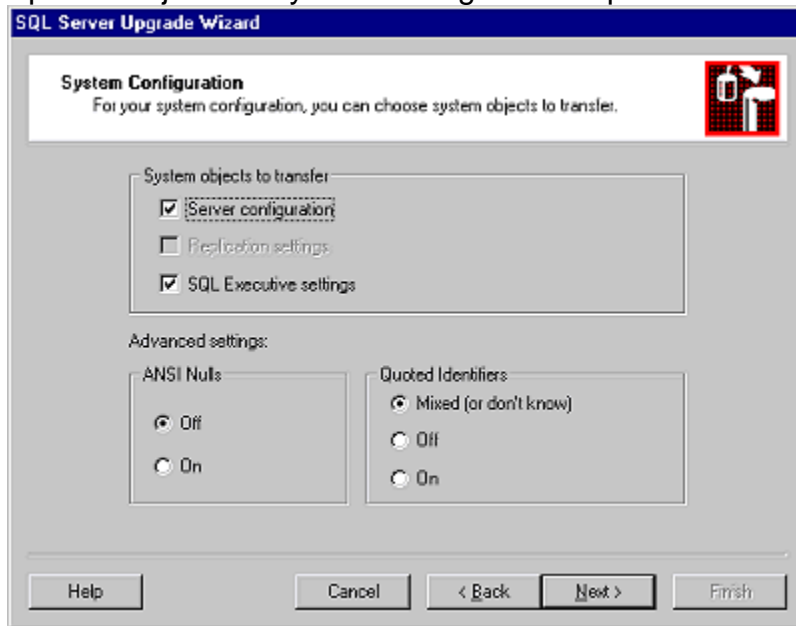 SQL Server Upgrade Wizard
System Configuration
For your system configuration, you can choose system objects to transfer.
System objects to transfer
Server configuration
Replication settings
SQL Executive settings
Advanced settings:
ANSI Nulls
Off
On
Quoted Identifiers
Mixed (or don't know)
Off
On
Help
Cancel
< Back
Next >
Finish